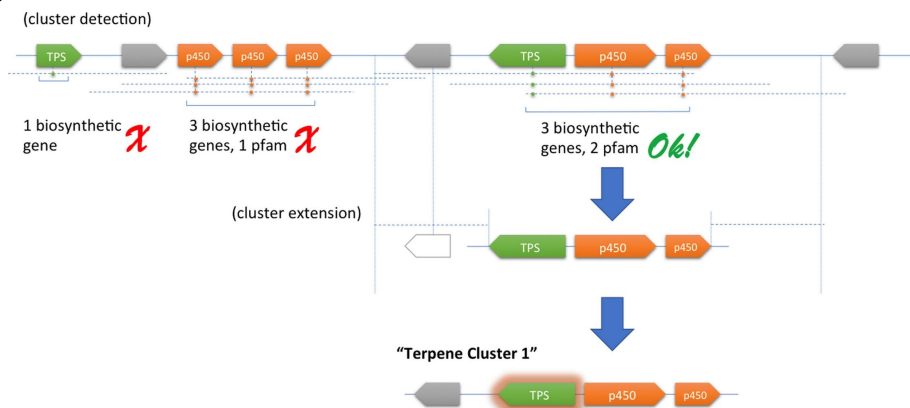 (cluster detection)
TPS
p450
p450
p450
TPS
p450
p450
1 biosynthetic
gene
X
3 biosynthetic
genes, 1 pfam
X
3 biosynthetic
genes, 2 pfam
Ok!
(cluster extension)
TPS
p450
p450
“Terpene Cluster 1”
TPS
p450
p450